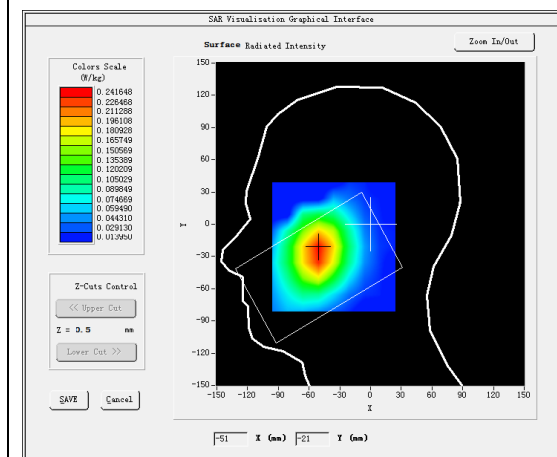 SAR Visualisation Graphical Interface
Surface Radiated Intensity
Zoom In/Out
Colors Scale
(W/kg)
0.241648
0.226468
0.211288
0.196108
0.180928
0.165749
0.150569
0.135389
0.120209
0.105029
0.089849
0.074669
0.059490
0.044310
0.029130
0.013950
Z-Cuts Control
<< Upper Cut
Z = 0.5 mm
Lower Cut >>
SAVE Cancel
150
120
90
60
30
0
-30
-60
-90
-120
-150
Y
-150 -120 -90 -60 -30 0 30 60 90 120 150
X
-51 X (mm) -21 Y (mm)